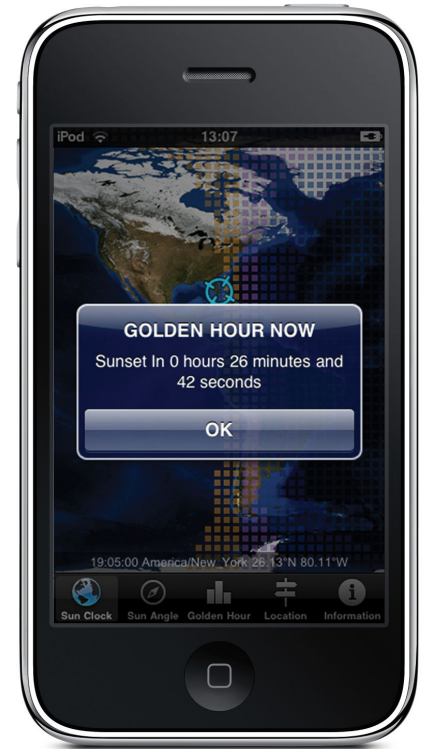 iPod 13:07
GOLDEN HOUR NOW
Sunset In 0 hours 26 minutes and
42 seconds
OK
19:05:00 America/New_York 26.13°N 80.11°W
Sun Clock Sun Angle Golden Hour Location Information